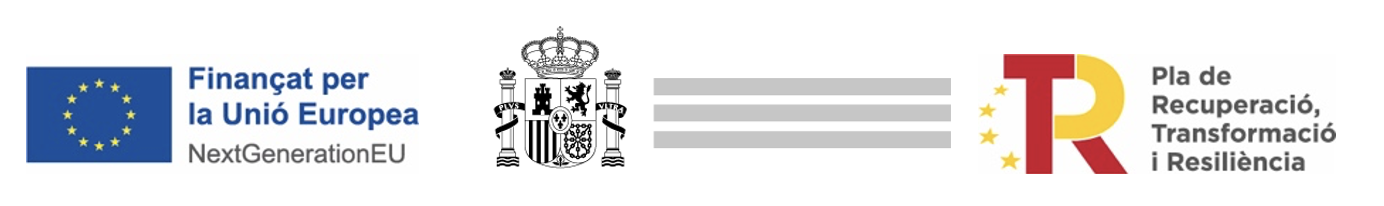 Finançat per
la Unió Europea
NextGenerationEU
PLVS VLTRA
Pla de
Recuperació,
Transformació
i Resiliència